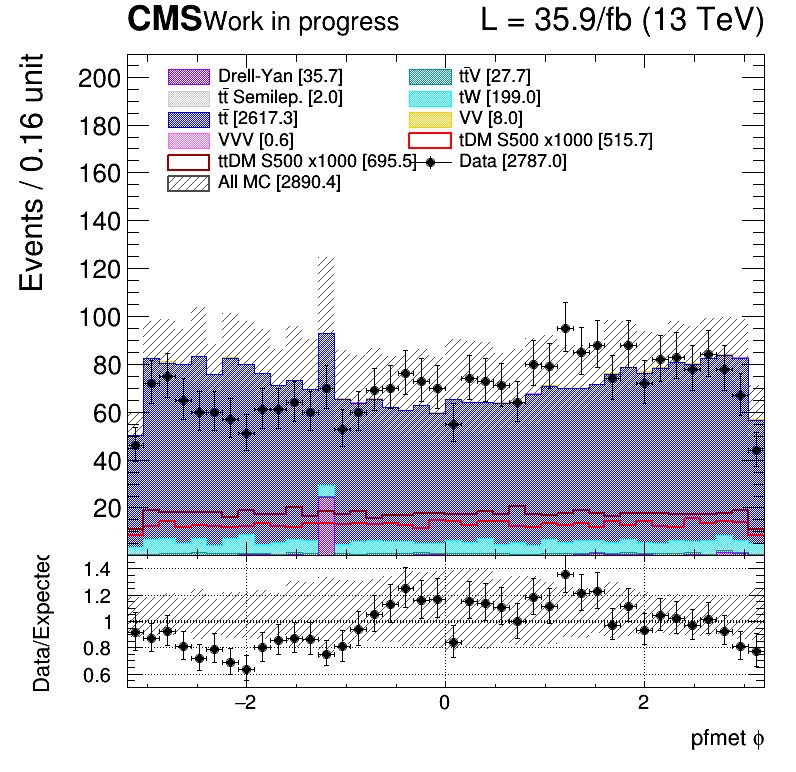 CMS Work in progress L = 35.9/fb (13 TeV)
Events / 0.16 unit
200
180
160
140
120
100
80
60
40
20
Drell-Yan [35.7]
tt̄V [27.7]
tt̄ Semilep. [2.0]
tW [199.0]
tt̄ [2617.3]
VV [8.0]
VVV [0.6]
tDM S500 x1000 [515.7]
ttDM S500 x1000 [695.5]
Data [2787.0]
All MC [2890.4]
Data/Expected
1.4
1.2
1
0.8
0.6
−2 0 2
pfmet ϕ